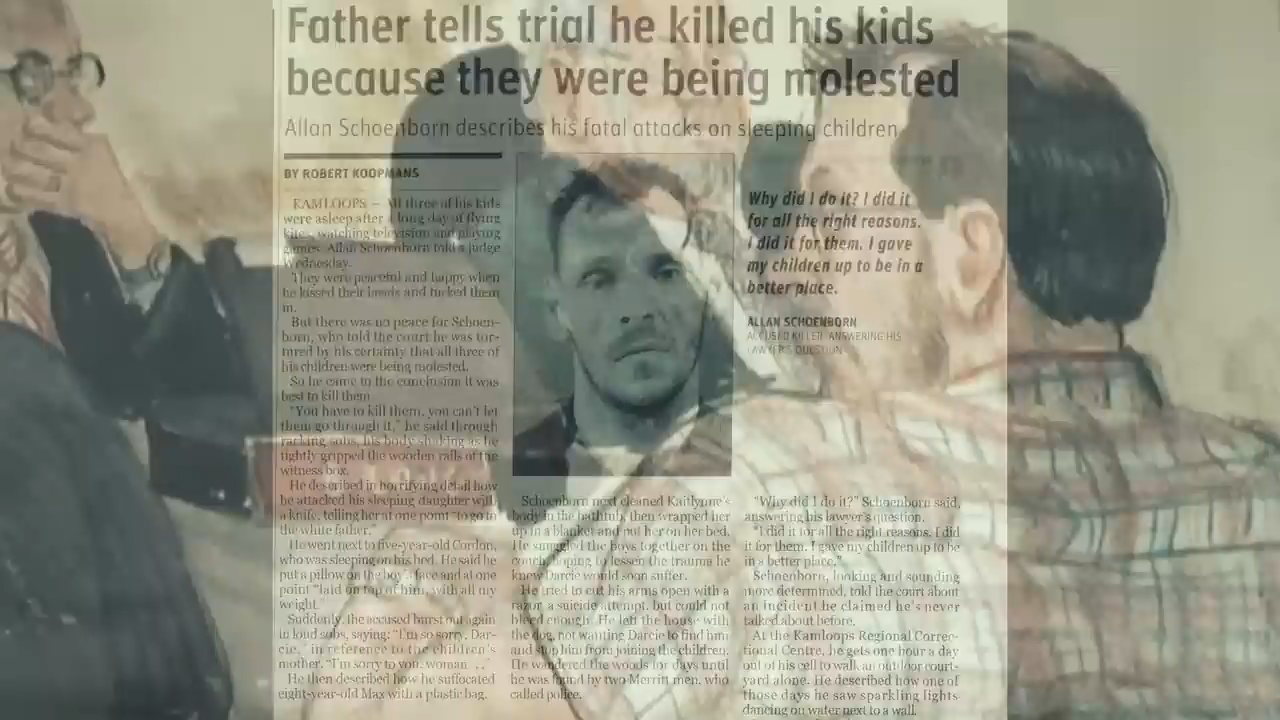 Father tells trial he killed his kids
because they were being molested
Allan Schoenborn describes his fatal attacks on sleeping children
BY ROBERT KOOPMANS
KAMLOOPS — All three of his kids
were asleep after a long day of flying
kites, watching television and playing
games, Allan Schoenborn told a judge
Wednesday.
They were peaceful and happy when
he kissed their heads and tucked them
in.
But there was no peace for Schoen-
born, who told the court he was tor-
mented by his certainty that all three of
his children were being molested.
So he came to the conclusion it was
best to kill them.
"You have to kill them, you can't let
them go through it," he said through
racking sobs, his body shaking as he
tightly gripped the wooden rails of the
witness box.
He described in horrifying detail how
he attacked his sleeping daughter with
a knife, telling her at one point "to go to
the white father."
He went next to five-year-old Cordon,
who was sleeping on his bed. He said he
put a pillow on the boy's face and at one
point "laid on top of him, with all my
weight."
Suddenly, the accused burst out again
in loud sobs, saying: "I'm so sorry, Dar-
cie," in reference to the children's
mother. "I'm sorry to you, woman . . ."
He then described how he suffocated
eight-year-old Max with a plastic bag.
Schoenborn next cleaned Kaitlynne's
body in the bathtub, then wrapped her
up in a blanket and put her on her bed.
He snuggled the boys together on the
couch, hoping to lessen the trauma he
knew Darcie would soon suffer.
He tried to cut his arms open with a
razor, a suicide attempt, but could not
bleed enough. He left the house with
the dog, not wanting Darcie to find him
and stop him from joining the children.
He wandered the woods for days until
he was found by two Merritt men, who
called police.
Why did I do it? I did it
for all the right reasons.
I did it for them. I gave
my children up to be in a
better place.
ALLAN SCHOENBORN
ACCUSED KILLER, ANSWERING HIS
LAWYER'S QUESTION
"Why did I do it?" Schoenborn said,
answering his lawyer's question.
"I did it for all the right reasons. I did
it for them. I gave my children up to be
in a better place."
Schoenborn, looking and sounding
more determined, told the court about
an incident he claimed he's never
talked about before.
At the Kamloops Regional Correc-
tional Centre, he gets one hour a day
out of his cell to walk an outdoor court-
yard alone. He described how one of
those days he saw sparkling lights
dancing on water next to a wall.